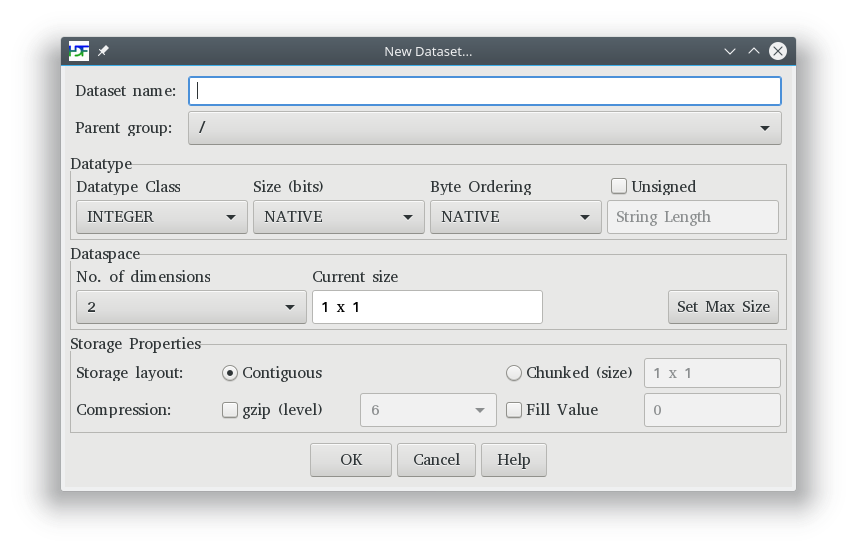 HDF New Dataset...
Dataset name:
Parent group: /
Datatype
Datatype Class Size (bits) Byte Ordering Unsigned
INTEGER NATIVE NATIVE String Length
Dataspace
No. of dimensions Current size
2 1 x 1 Set Max Size
Storage Properties
Storage layout: Contiguous Chunked (size) 1 x 1
Compression: gzip (level) 6 Fill Value 0
OK Cancel Help